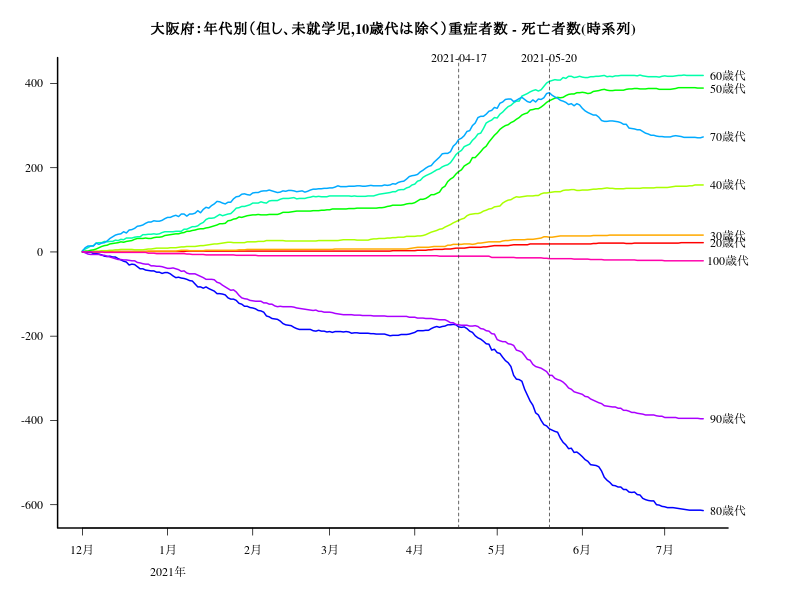 大阪府：年代別（但し、未就学児,10歳代は除く）重症者数 - 死亡者数(時系列)
2021-04-17 2021-05-20
400
200
0
-200
-400
-600
60歳代
50歳代
70歳代
40歳代
30歳代
20歳代
100歳代
90歳代
80歳代
12月 1月 2月 3月 4月 5月 6月 7月
2021年